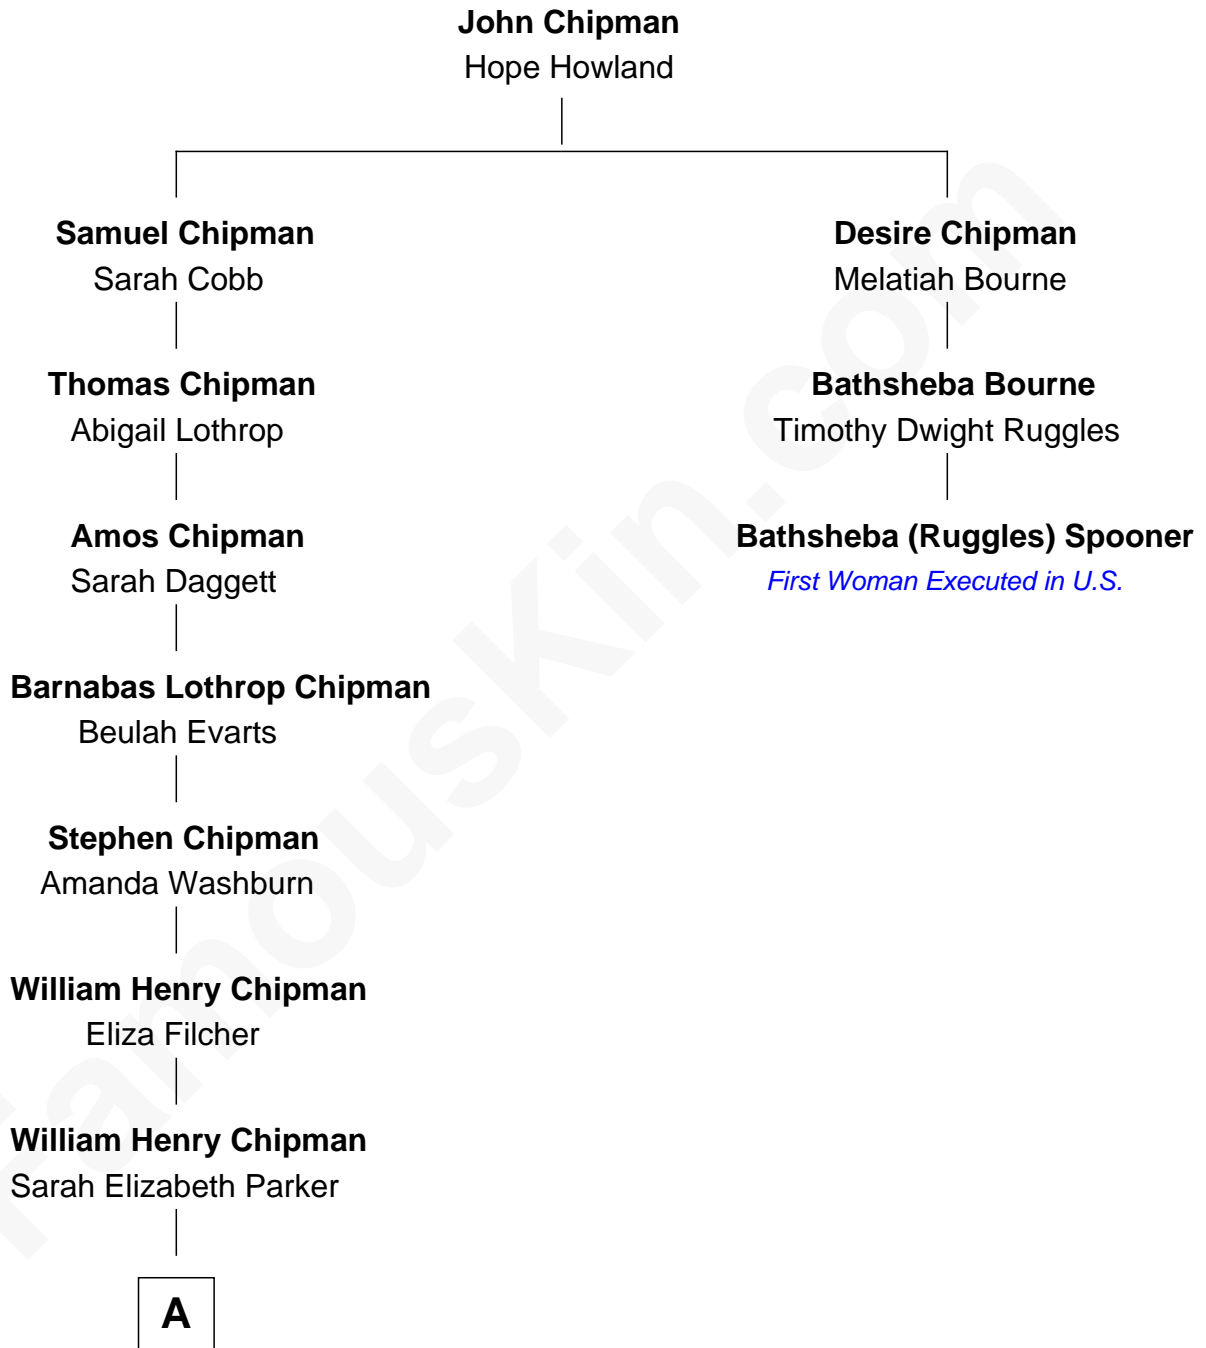 John Chipman
Hope Howland
Samuel Chipman
Sarah Cobb
Desire Chipman
Melatiah Bourne
Thomas Chipman
Abigail Lothrop
Bathsheba Bourne
Timothy Dwight Ruggles
Amos Chipman
Sarah Daggett
Bathsheba (Ruggles) Spooner
First Woman Executed in U.S.
Barnabas Lothrop Chipman
Beulah Evarts
Stephen Chipman
Amanda Washburn
William Henry Chipman
Eliza Filcher
William Henry Chipman
Sarah Elizabeth Parker
A
FamousKin.com